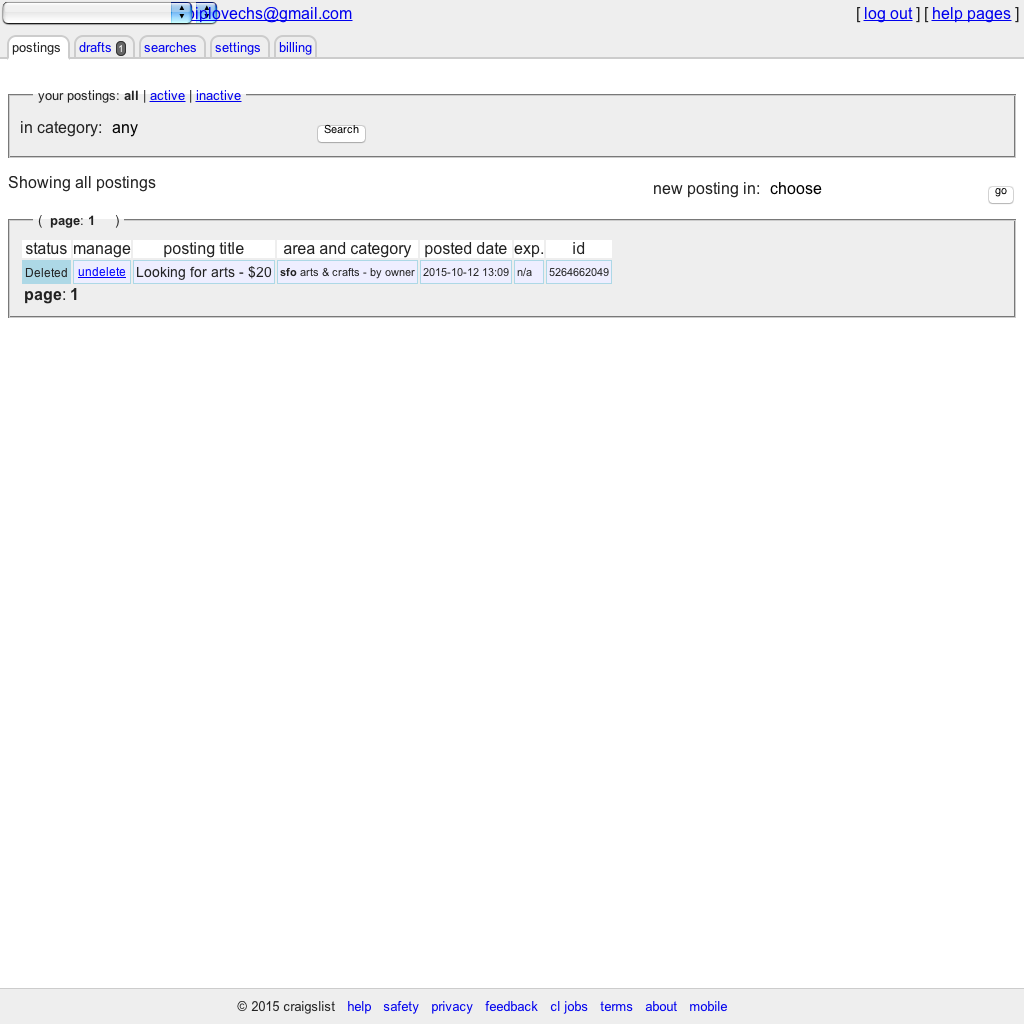 oiplovechs@gmail.com [ log out ] [ help pages ]
postings drafts 1 searches settings billing
your postings: all | active | inactive
in category: any Search
Showing all postings
new posting in: choose go
( page: 1 )
status manage posting title area and category posted date exp. id
Deleted undelete Looking for arts - $20 sfo arts & crafts - by owner 2015-10-12 13:09 n/a 5264662049
page: 1
© 2015 craigslist help safety privacy feedback cl jobs terms about mobile